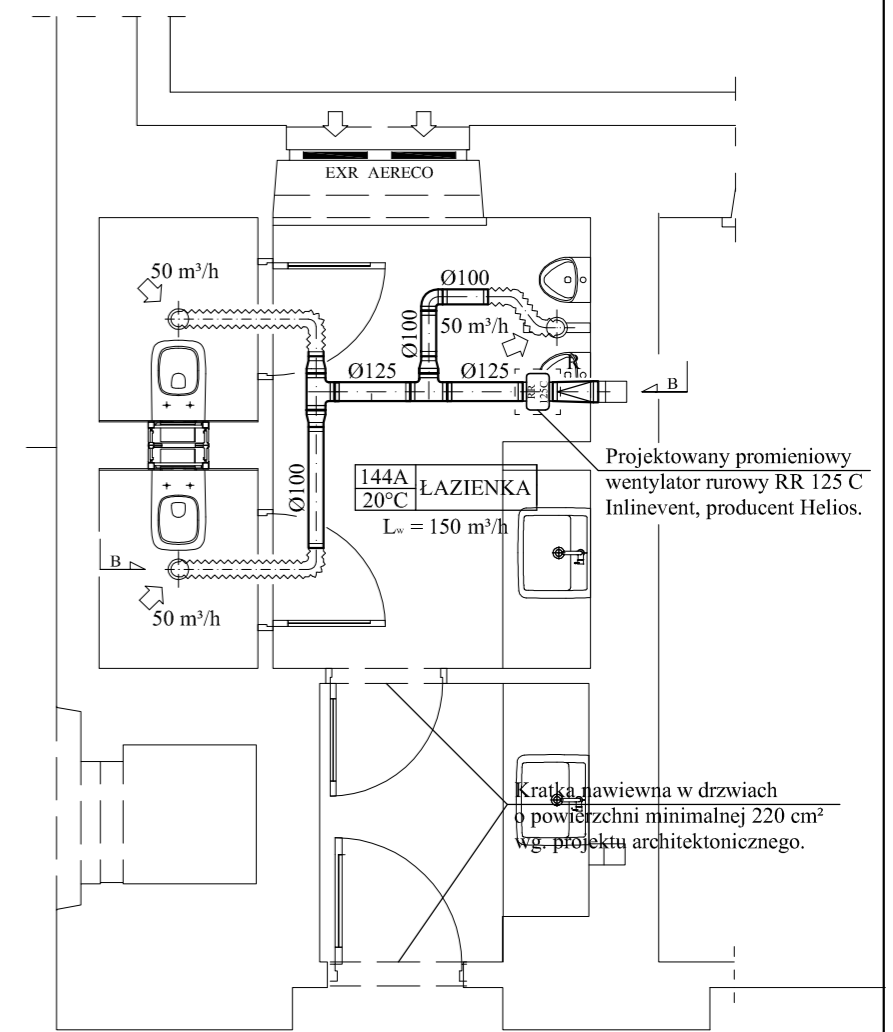 EXR AERECO
50 m³/h
Ø100
Ø100
50 m³/h
Ø125
Ø125
R
RR
125C
B
Projektowany promieniowy
wentylator rurowy RR 125 C
Inlinevent, producent Helios.
Ø100
144A
ŁAZIENKA
20°C
Lw = 150 m³/h
B
50 m³/h
Kratka nawiewna w drzwiach
o powierzchni minimalnej 220 cm²
wg. projektu architektonicznego.